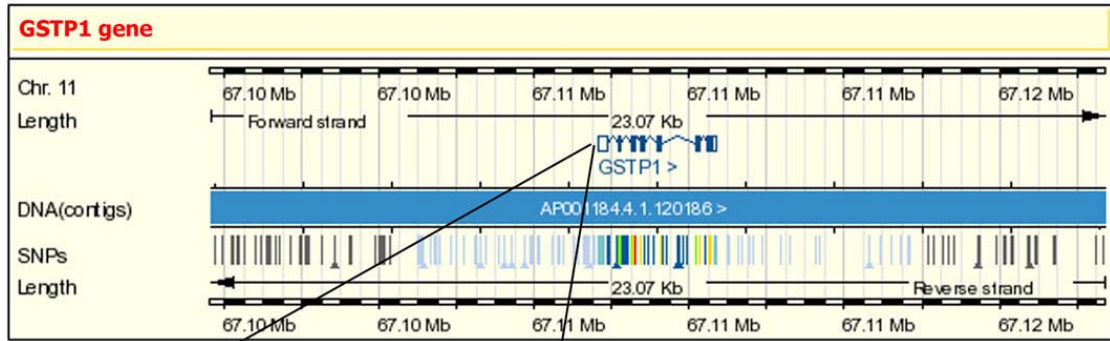 GSTP1 gene
Chr. 11
67.10 Mb 67.10 Mb 67.11 Mb 67.11 Mb 67.11 Mb 67.12 Mb
Length Forward strand 23.07 Kb
GSTP1 >
DNA(contigs) AP001184.4.1.120186 >
SNPs
Length 23.07 Kb Reverse strand
67.10 Mb 67.10 Mb 67.11 Mb 67.11 Mb 67.11 Mb 67.12 Mb